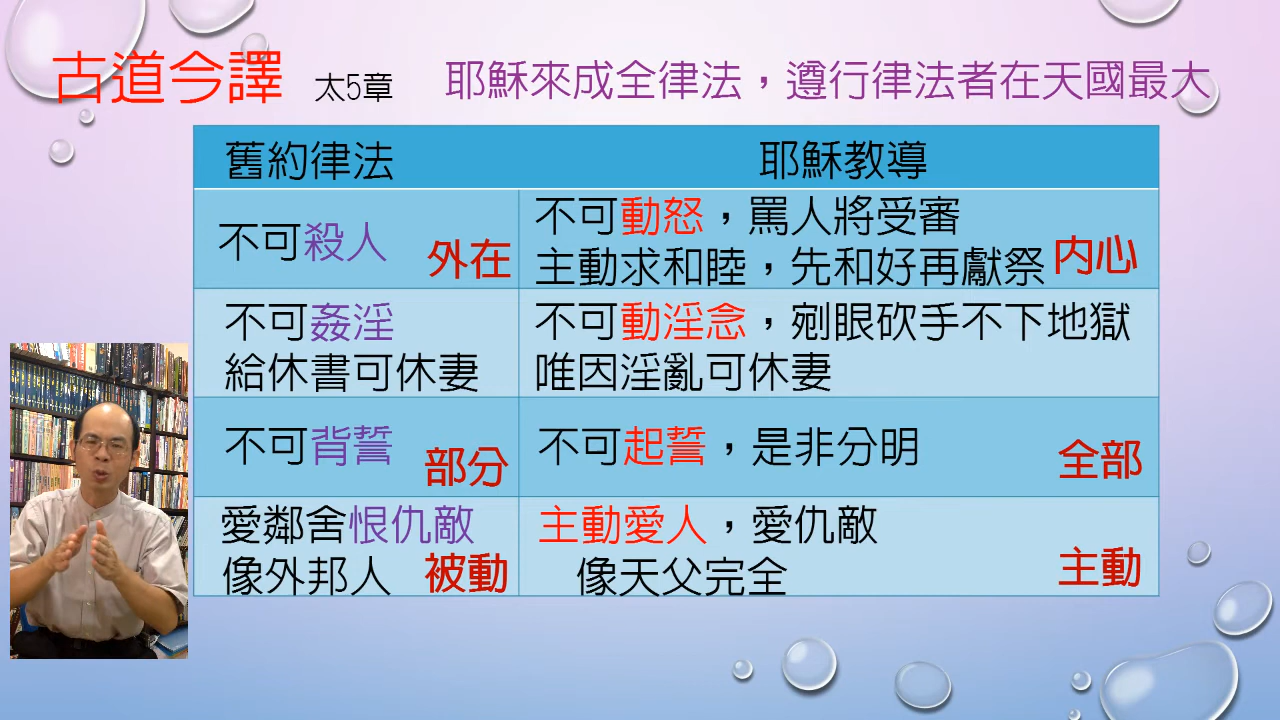 古道今譯 太5章 耶穌來成全律法，遵行律法者在天國最大
舊約律法 耶穌教導
不可殺人 外在
不可動怒，罵人將受審
主動求和睦，先和好再獻祭 內心
不可姦淫
給休書可休妻
不可動淫念，剜眼砍手不下地獄
唯因淫亂可休妻
不可背誓 部分
不可起誓，是非分明 全部
愛鄰舍恨仇敵
像外邦人 被動
主動愛人，愛仇敵
像天父完全 主動